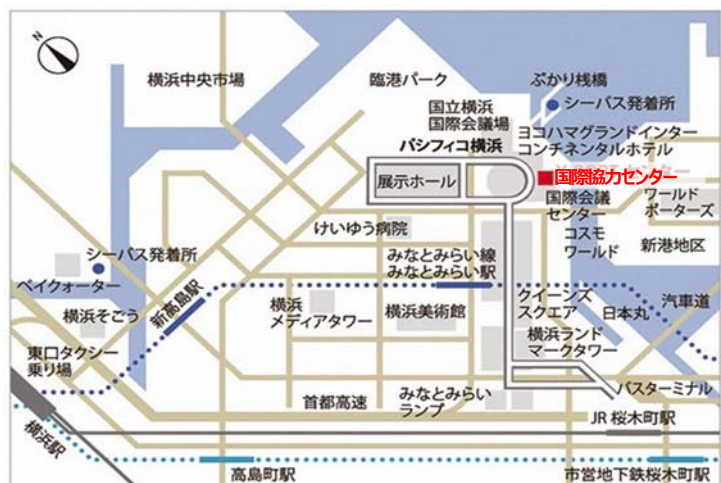 N
横浜中央市場
臨港パーク
ぷかり桟橋
シーバス発着所
国立横浜
国際会議場
ヨコハマグランドインター
コンチネンタルホテル
パシフィコ横浜
国際協力センター
展示ホール
国際会議
センター
ワールド
ポーターズ
けいゆう病院
コスモ
ワールド
新港地区
シーバス発着所
みなとみらい線
みなとみらい駅
ベイクォーター
新高島駅
横浜
メディアタワー
横浜美術館
クイーンズ
スクエア
日本丸
汽車道
横浜そごう
横浜ランド
マークタワー
東口タクシー
乗り場
首都高速
みなとみらい
ランプ
バスターミナル
JR 桜木町駅
横浜駅
高島町駅
市営地下鉄桜木町駅